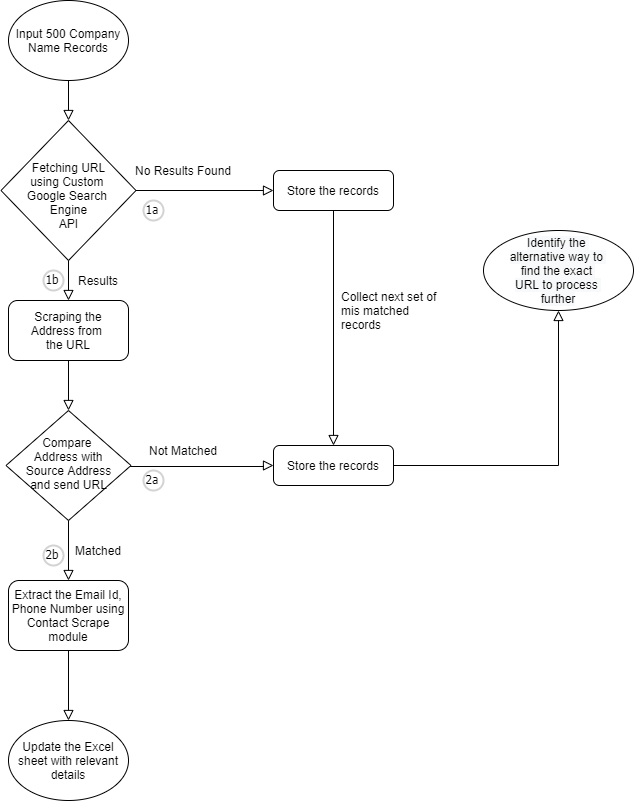 Input 500 Company
Name Records
Fetching URL
using Custom
Google Search
Engine
API
No Results Found
1a
Store the records
1b
Results
Scraping the
Address from
the URL
Collect next set of
mis matched
records
Identify the
alternative way to
find the exact
URL to process
further
Compare
Address with
Source Address
and send URL
Not Matched
2a
Store the records
2b
Matched
Extract the Email Id,
Phone Number using
Contact Scrape
module
Update the Excel
sheet with relevant
details